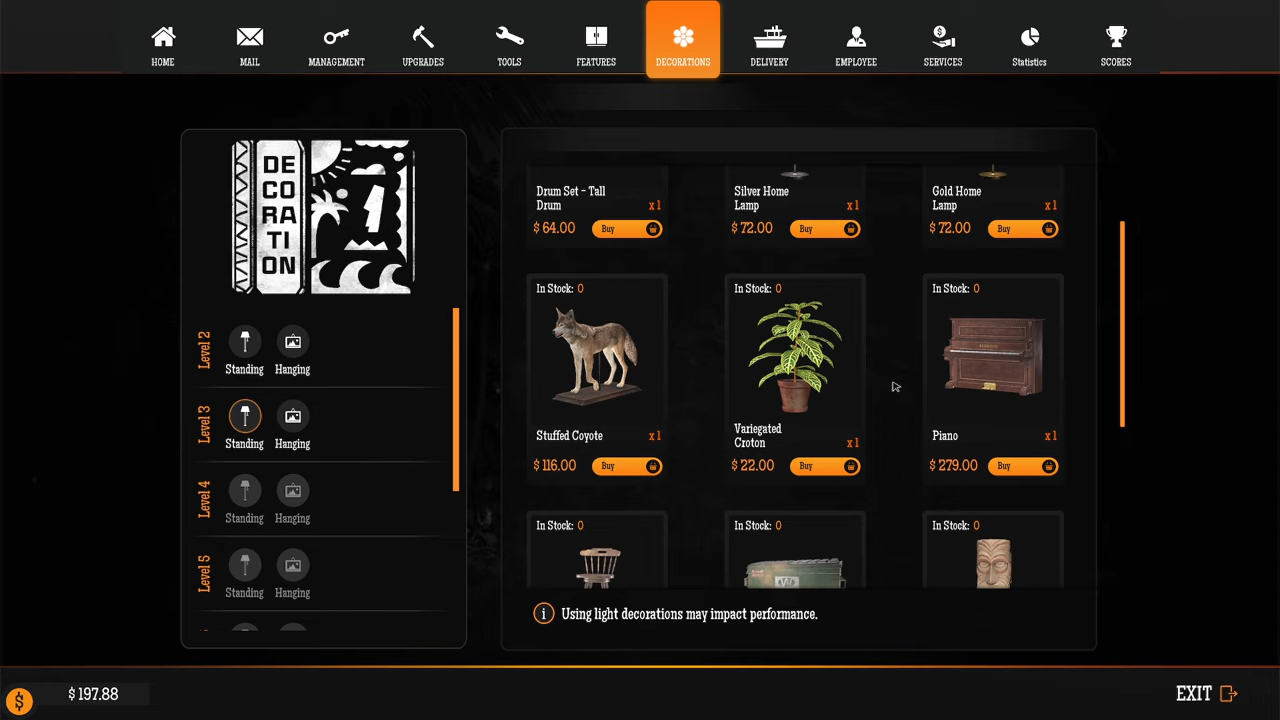 HOME
MAIL
MANAGEMENT
UPGRADES
TOOLS
FEATURES
DECORATIONS
DELIVERY
EMPLOYEE
SERVICES
Statistics
SCORES
DE
CO
RA
TI
ON
Level 2
Standing
Hanging
Level 3
Standing
Hanging
Level 4
Standing
Hanging
Level 5
Standing
Hanging
Drum Set - Tall
Drum x1
$ 64.00 Buy
Silver Home
Lamp x1
$ 72.00 Buy
Gold Home
Lamp x1
$ 72.00 Buy
In Stock: 0
Stuffed Coyote x1
$ 116.00 Buy
In Stock: 0
Variegated
Croton x1
$ 22.00 Buy
In Stock: 0
Piano x1
$ 279.00 Buy
In Stock: 0
In Stock: 0
In Stock: 0
i Using light decorations may impact performance.
$ $ 197.88
EXIT